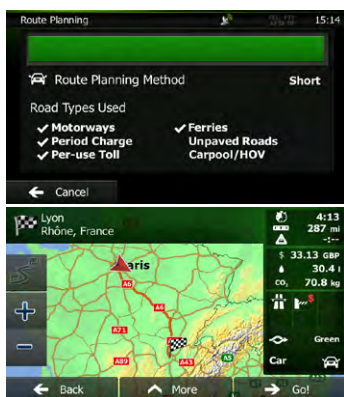 Route Planning 15:14
Route Planning Method Short
Road Types Used
Motorways Ferries
Period Charge Unpaved Roads
Per-use Toll Carpool/HOV
Cancel
Lyon
Rhône, France
4:13
287 mi
-:--
$ 33.13 GBP
30.4 l
CO₂ 70.8 kg
aris
A6
A6
$
A71
A89
A43
A5
Green
Car
Back More Go!